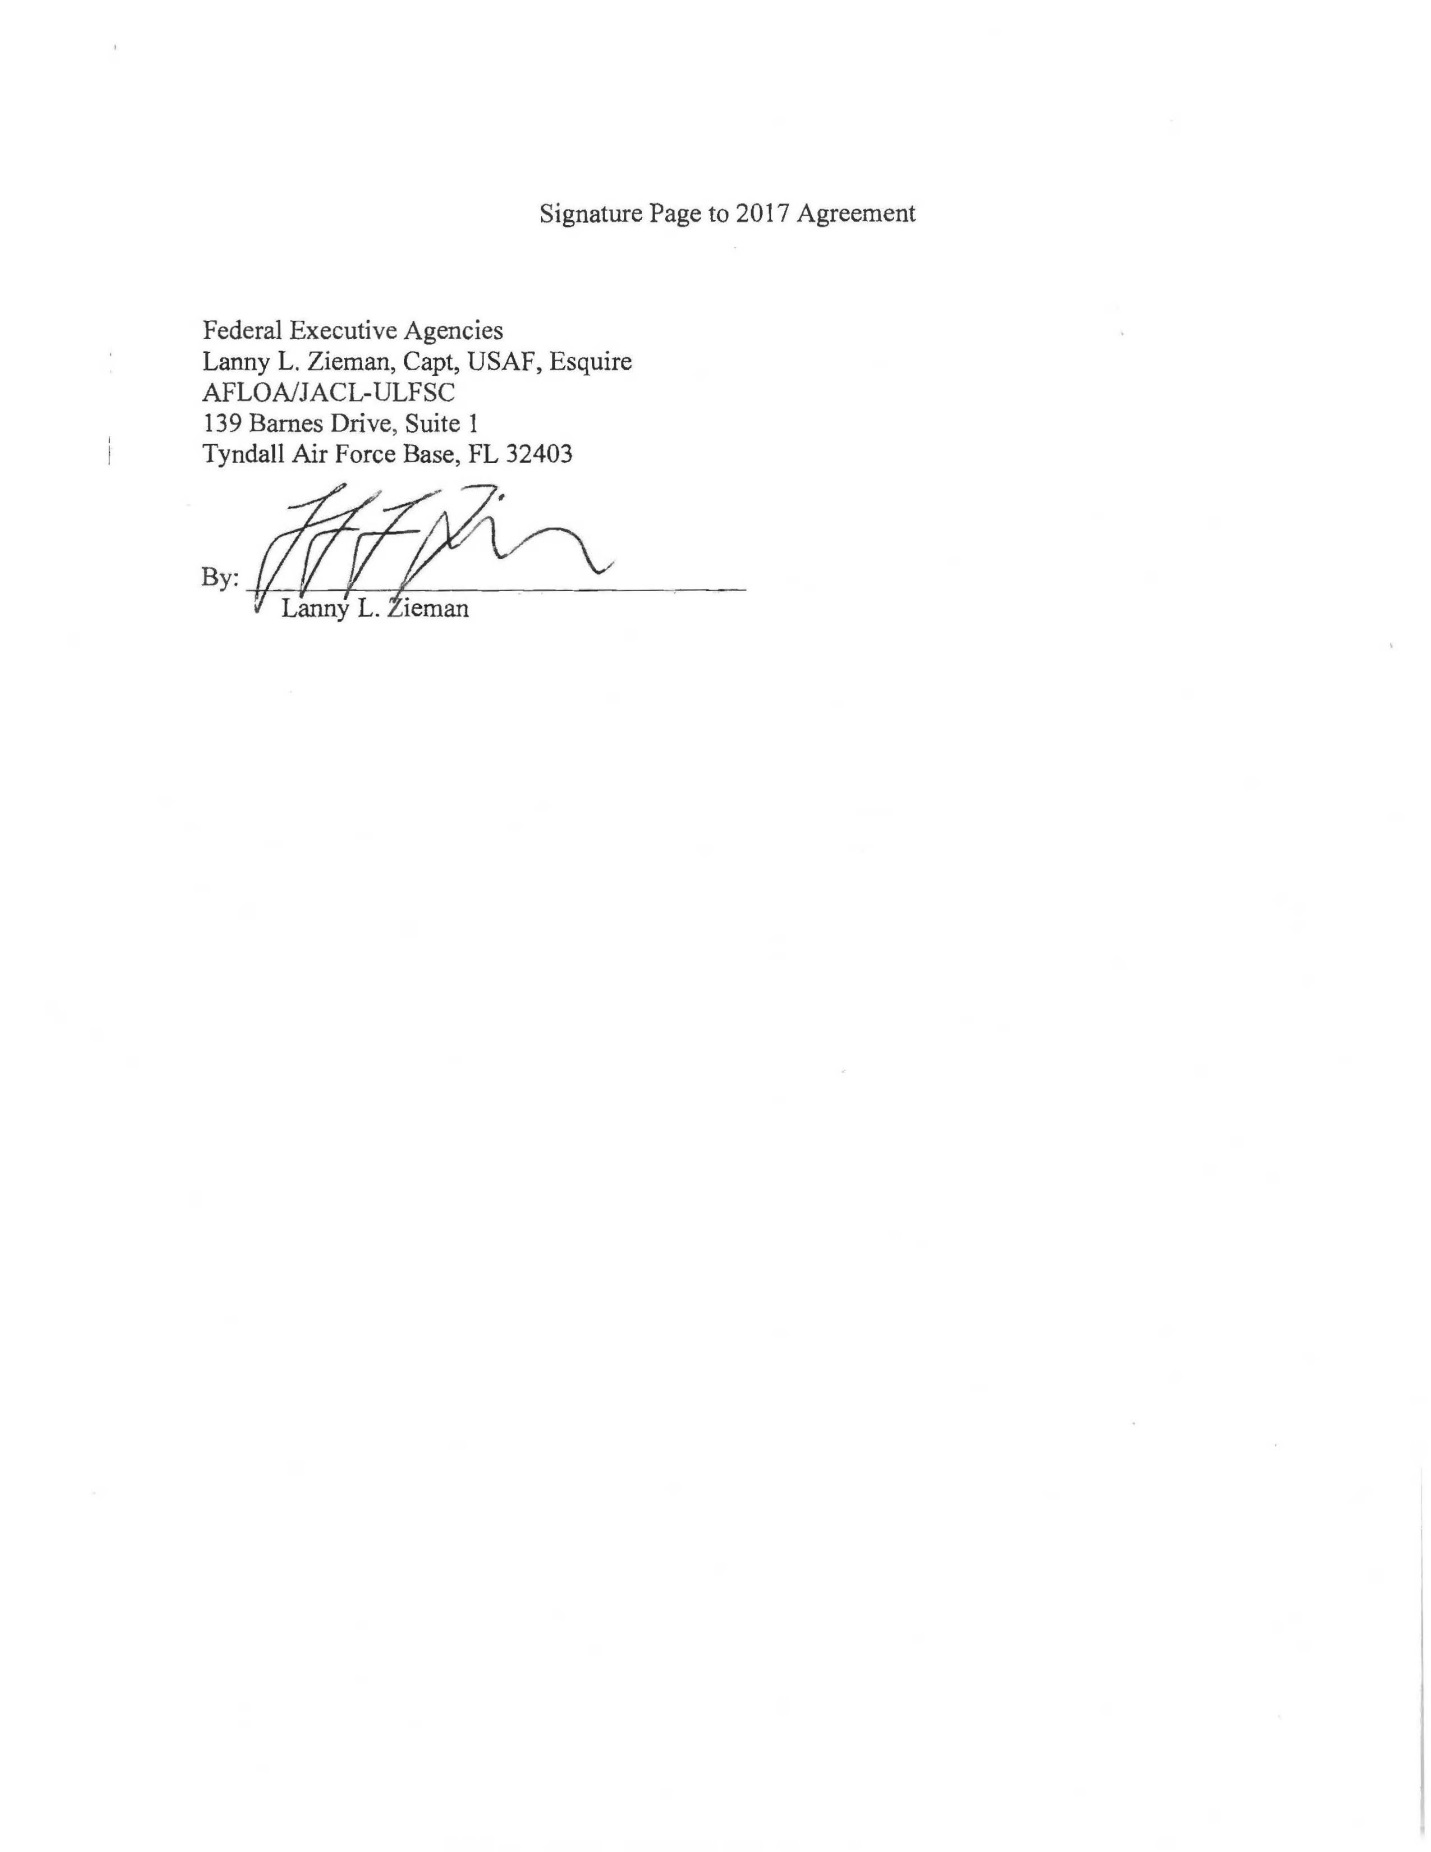 Signature Page to 2017 Agreement
Federal Executive Agencies
Lanny L. Zieman, Capt, USAF, Esquire
AFLOA/JACL-ULFSC
139 Barnes Drive, Suite 1
Tyndall Air Force Base, FL 32403
By:
Lanny L. Zieman